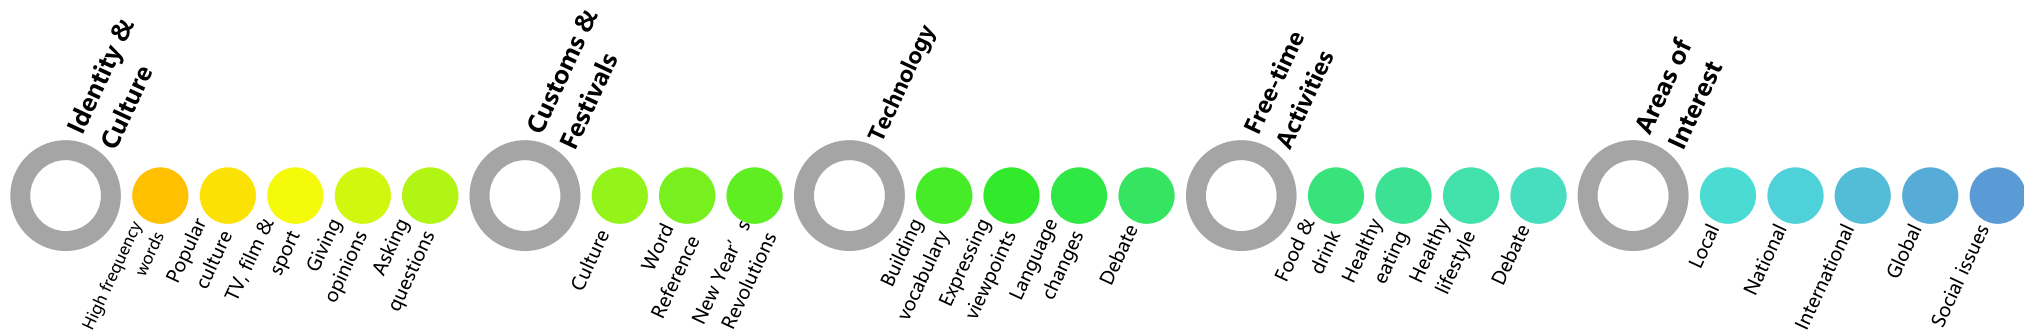 Identity &
Culture
High frequency
words
Popular
culture
TV, film &
sport
Giving
opinions
Asking
questions
Customs &
Festivals
Culture
Word
Reference
New Year’s
Revolutions
Technology
Building
vocabulary
Expressing
viewpoints
Language
changes
Debate
Free-time
Activities
Food &
drink
Healthy
eating
Healthy
lifestyle
Debate
Areas of
Interest
Local
National
International
Global
Social issues